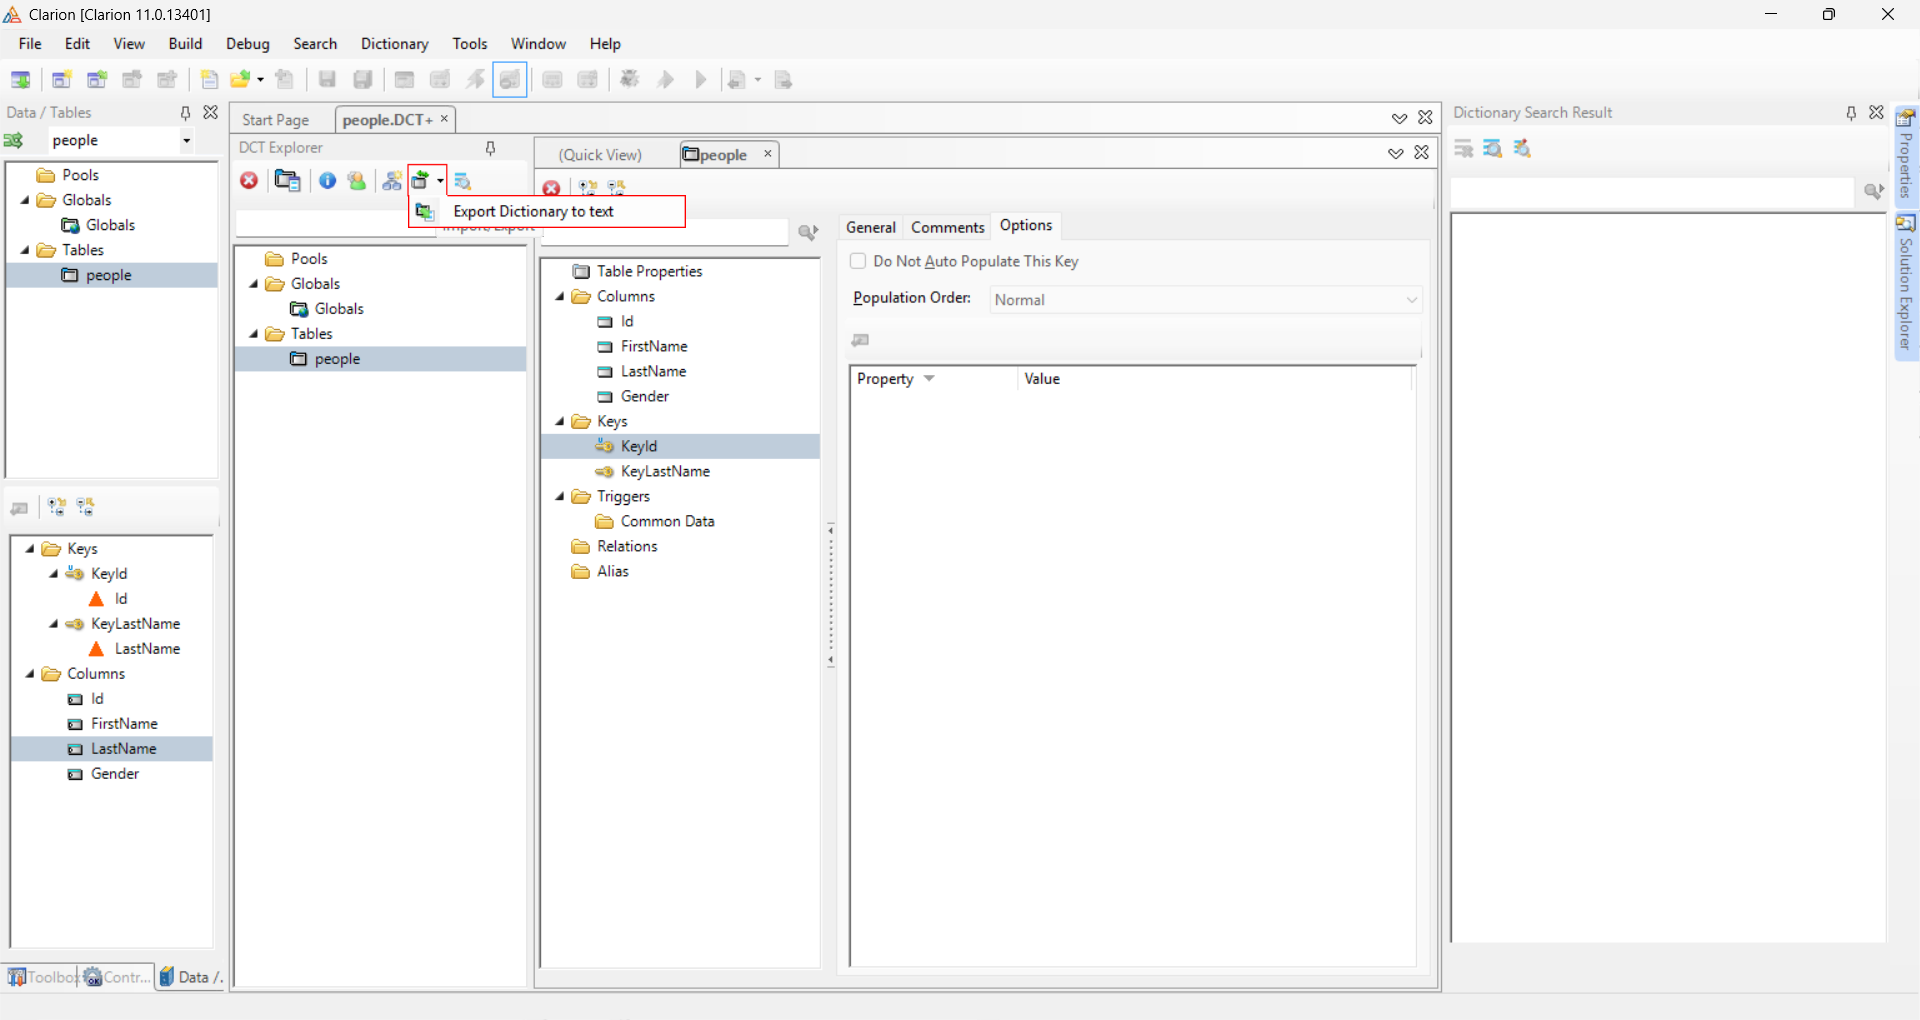 Clarion [Clarion 11.0.13401]
File Edit View Build Debug Search Dictionary Tools Window Help
Data / Tables
people
Pools
Globals
Globals
Tables
people
Keys
KeyId
Id
KeyLastName
LastName
Columns
Id
FirstName
LastName
Gender
Toolbox Contr... Data /.
Start Page people.DCT+
DCT Explorer
Export Dictionary to text
Import/Export
Pools
Globals
Globals
Tables
people
(Quick View) people
Table Properties
Columns
Id
FirstName
LastName
Gender
Keys
KeyId
KeyLastName
Triggers
Common Data
Relations
Alias
General Comments Options
Do Not Auto Populate This Key
Population Order: Normal
Property Value
Dictionary Search Result
Properties
Solution Explorer